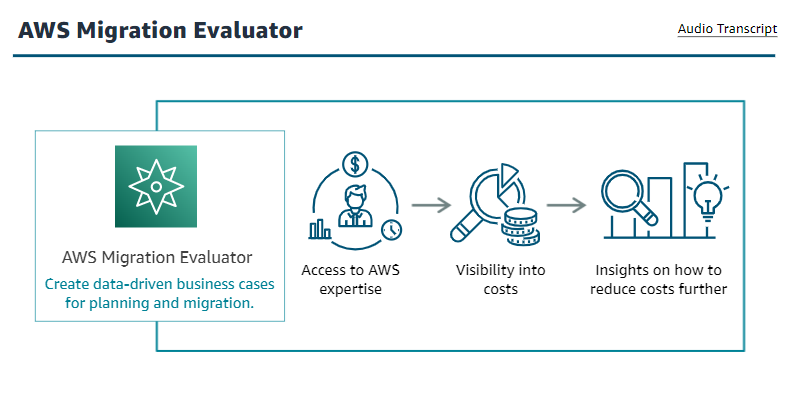 AWS Migration Evaluator
Audio Transcript
AWS Migration Evaluator
Create data-driven business cases
for planning and migration.
Access to AWS
expertise
Visibility into
costs
Insights on how to
reduce costs further